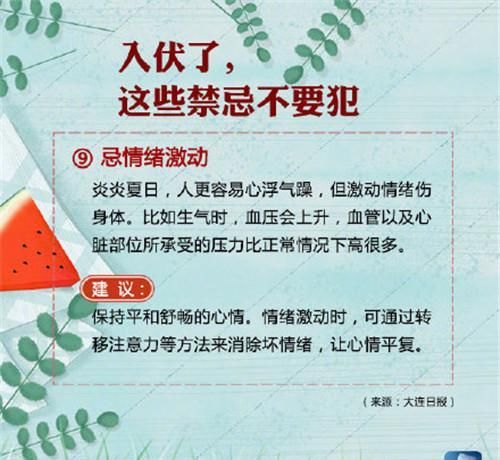 入伏了，
这些禁忌不要犯
⑨ 忌情绪激动
炎炎夏日，人更容易心浮气躁，但激动情绪伤
身体。比如生气时，血压会上升，血管以及心
脏部位所承受的压力比正常情况下高很多。
建议：
保持平和舒畅的心情。情绪激动时，可通过转
移注意力等方法来消除坏情绪，让心情平复。
（来源：大连日报）